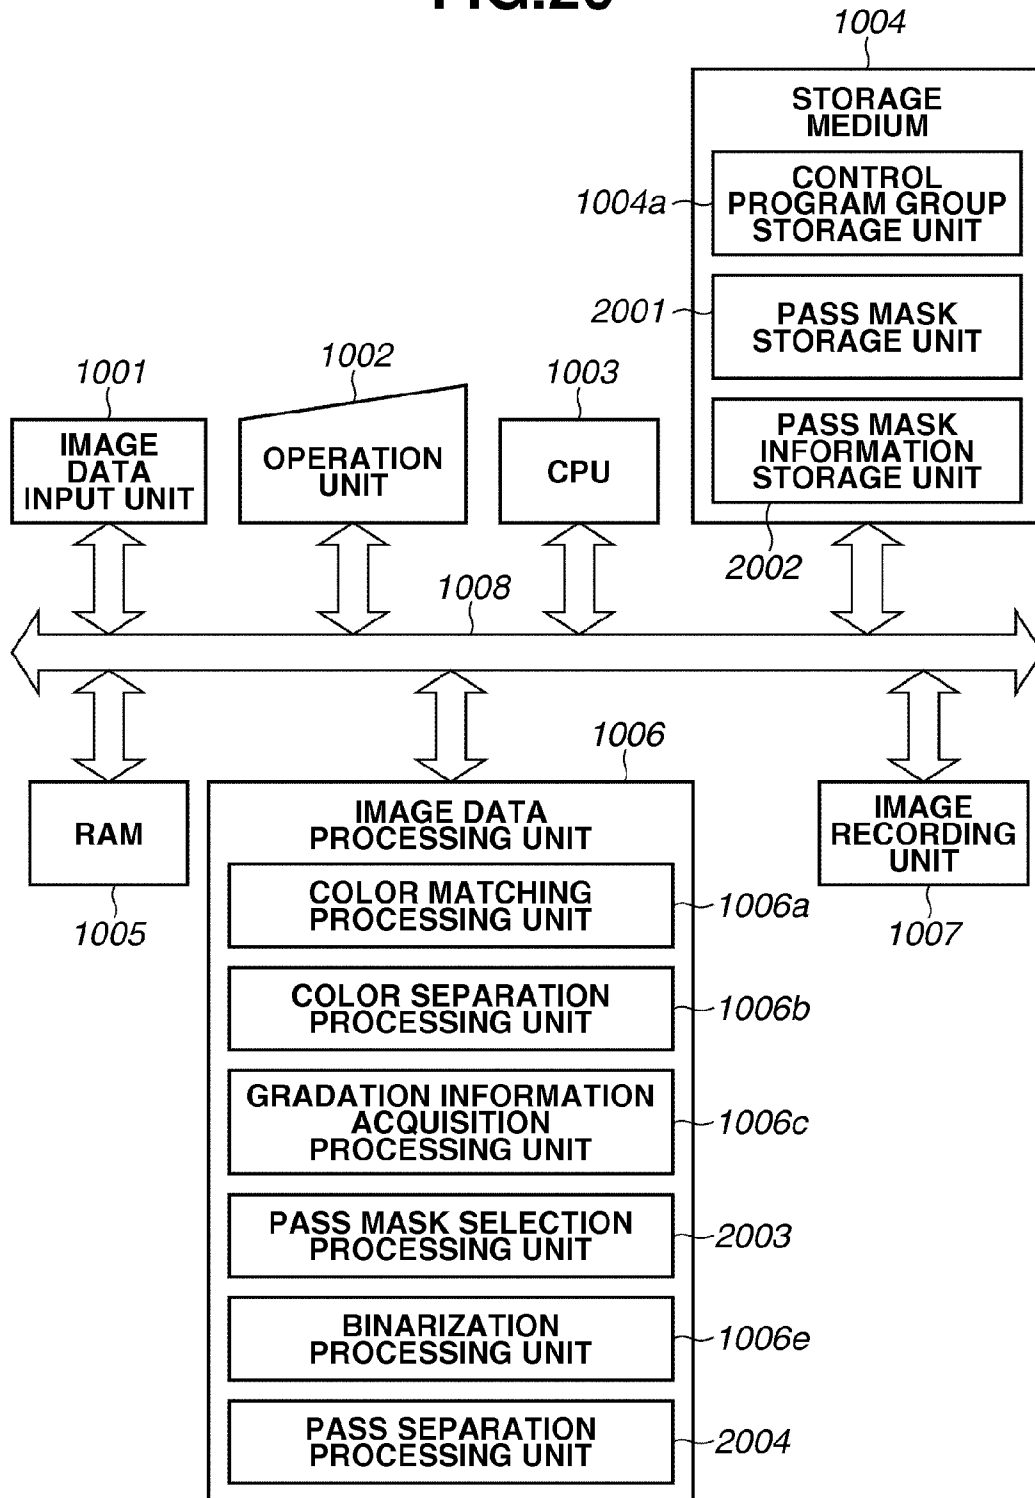 FIG.20
1004
STORAGE
MEDIUM
1004a
CONTROL
PROGRAM GROUP
STORAGE UNIT
2001
PASS MASK
STORAGE UNIT
PASS MASK
INFORMATION
STORAGE UNIT
2002
1001
IMAGE
DATA
INPUT UNIT
1002
OPERATION
UNIT
1003
CPU
1008
RAM
1005
1006
IMAGE DATA
PROCESSING UNIT
COLOR MATCHING
PROCESSING UNIT
1006a
COLOR SEPARATION
PROCESSING UNIT
1006b
GRADATION INFORMATION
ACQUISITION
PROCESSING UNIT
1006c
PASS MASK SELECTION
PROCESSING UNIT
2003
BINARIZATION
PROCESSING UNIT
1006e
PASS SEPARATION
PROCESSING UNIT
2004
IMAGE
RECORDING
UNIT
1007